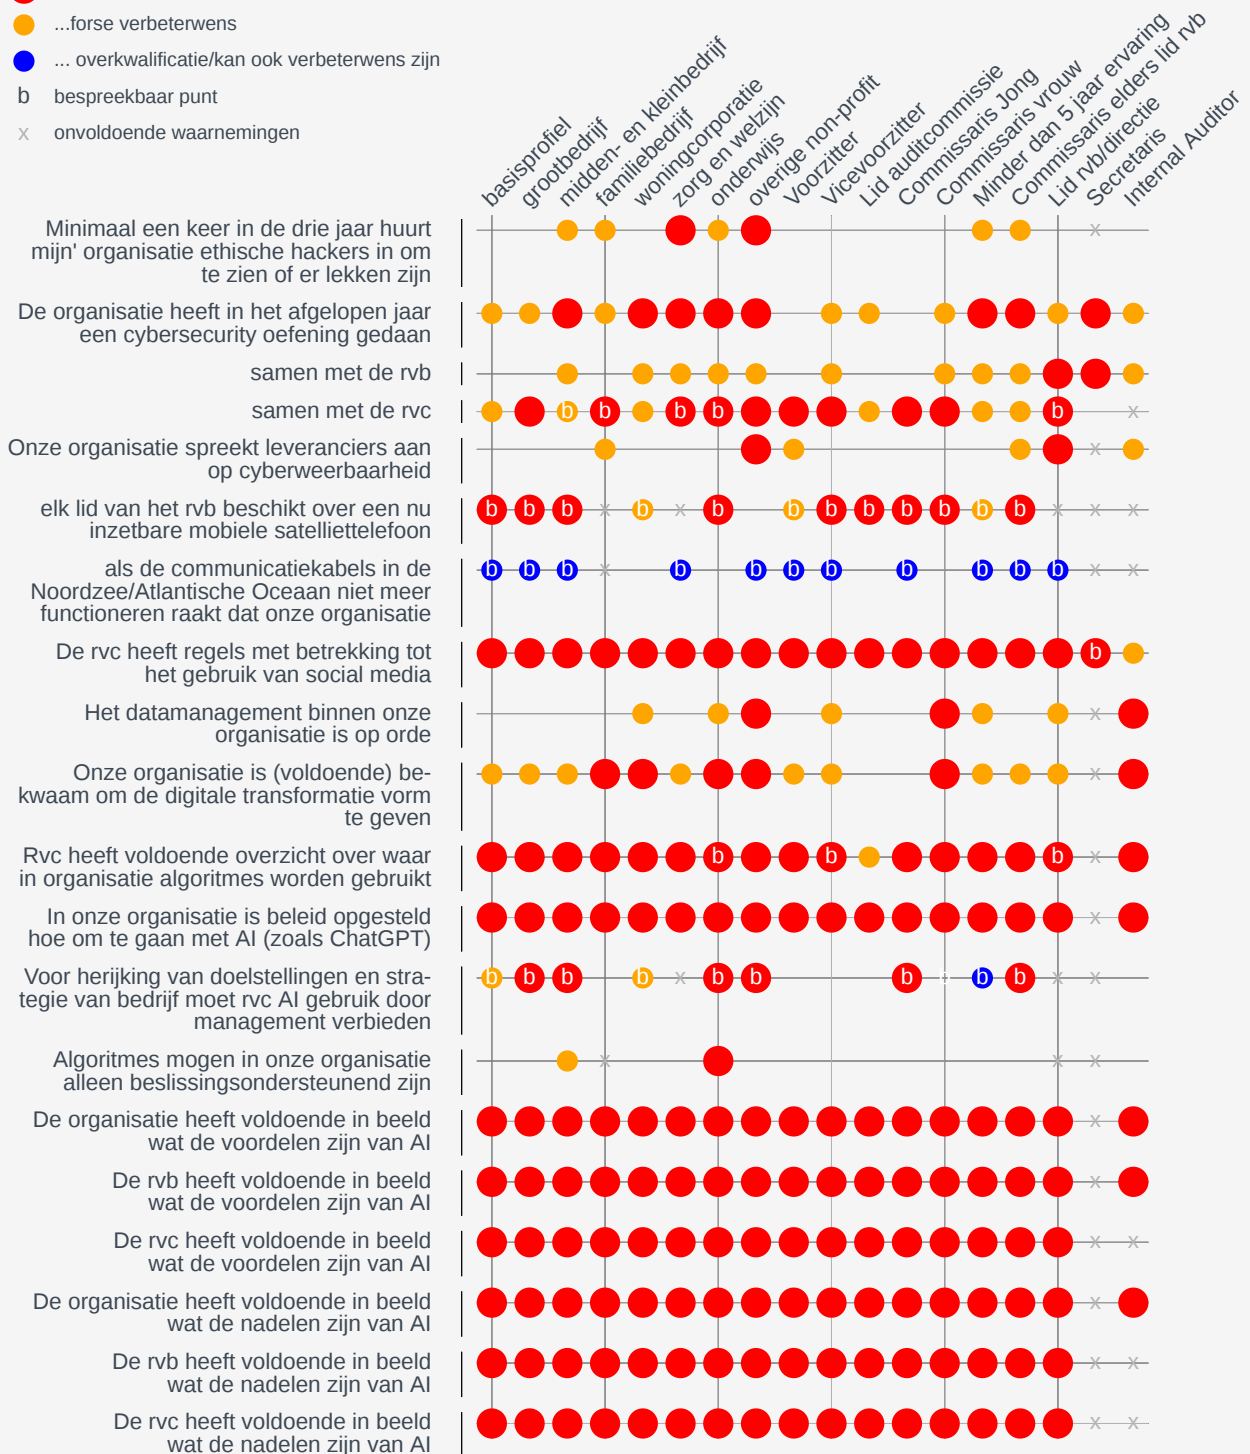 ...forse verbeterwens
... overkwalificatie/kan ook verbeterwens zijn
b bespreekbaar punt
x onvoldoende waarnemingen
basisprofiel
grootbedrijf
midden- en kleinbedrijf
familiebedrijf
woningcorporatie
zorg en welzijn
onderwijs
overige non-profit
Voorzitter
Vicevoorzitter
Lid auditcommissie
Commissaris Jong
Commissaris vrouw
Minder dan 5 jaar ervaring
Commissaris elders lid rvb
Lid rvb/directie
Secretaris
Internal Auditor
Minimaal een keer in de drie jaar huurt
mijn' organisatie ethische hackers in om
te zien of er lekken zijn
x
De organisatie heeft in het afgelopen jaar
een cybersecurity oefening gedaan
samen met de rvb
samen met de rvc
b b b b b x
Onze organisatie spreekt leveranciers aan
op cyberweerbaarheid
x
elk lid van het rvb beschikt over een nu
inzetbare mobiele satelliettelefoon
b b b x b x b b b b b b b b x x x
als de communicatiekabels in de
Noordzee/Atlantische Oceaan niet meer
functioneren raakt dat onze organisatie
b b b x b b b b b b b b x x
De rvc heeft regels met betrekking tot
het gebruik van social media
b
Het datamanagement binnen onze
organisatie is op orde
x
Onze organisatie is (voldoende) be-
kwaam om de digitale transformatie vorm
te geven
x
Rvc heeft voldoende overzicht over waar
in organisatie algoritmes worden gebruikt
b b b x
In onze organisatie is beleid opgesteld
hoe om te gaan met AI (zoals ChatGPT)
x
Voor herijking van doelstellingen en stra-
tegie van bedrijf moet rvc AI gebruik door
management verbieden
b b b b x b b b b b b x x
Algoritmes mogen in onze organisatie
alleen beslissingsondersteunend zijn
x x x
De organisatie heeft voldoende in beeld
wat de voordelen zijn van AI
x
De rvb heeft voldoende in beeld
wat de voordelen zijn van AI
x
De rvc heeft voldoende in beeld
wat de voordelen zijn van AI
x x
De organisatie heeft voldoende in beeld
wat de nadelen zijn van AI
x
De rvb heeft voldoende in beeld
wat de nadelen zijn van AI
x x
De rvc heeft voldoende in beeld
wat de nadelen zijn van AI
x x